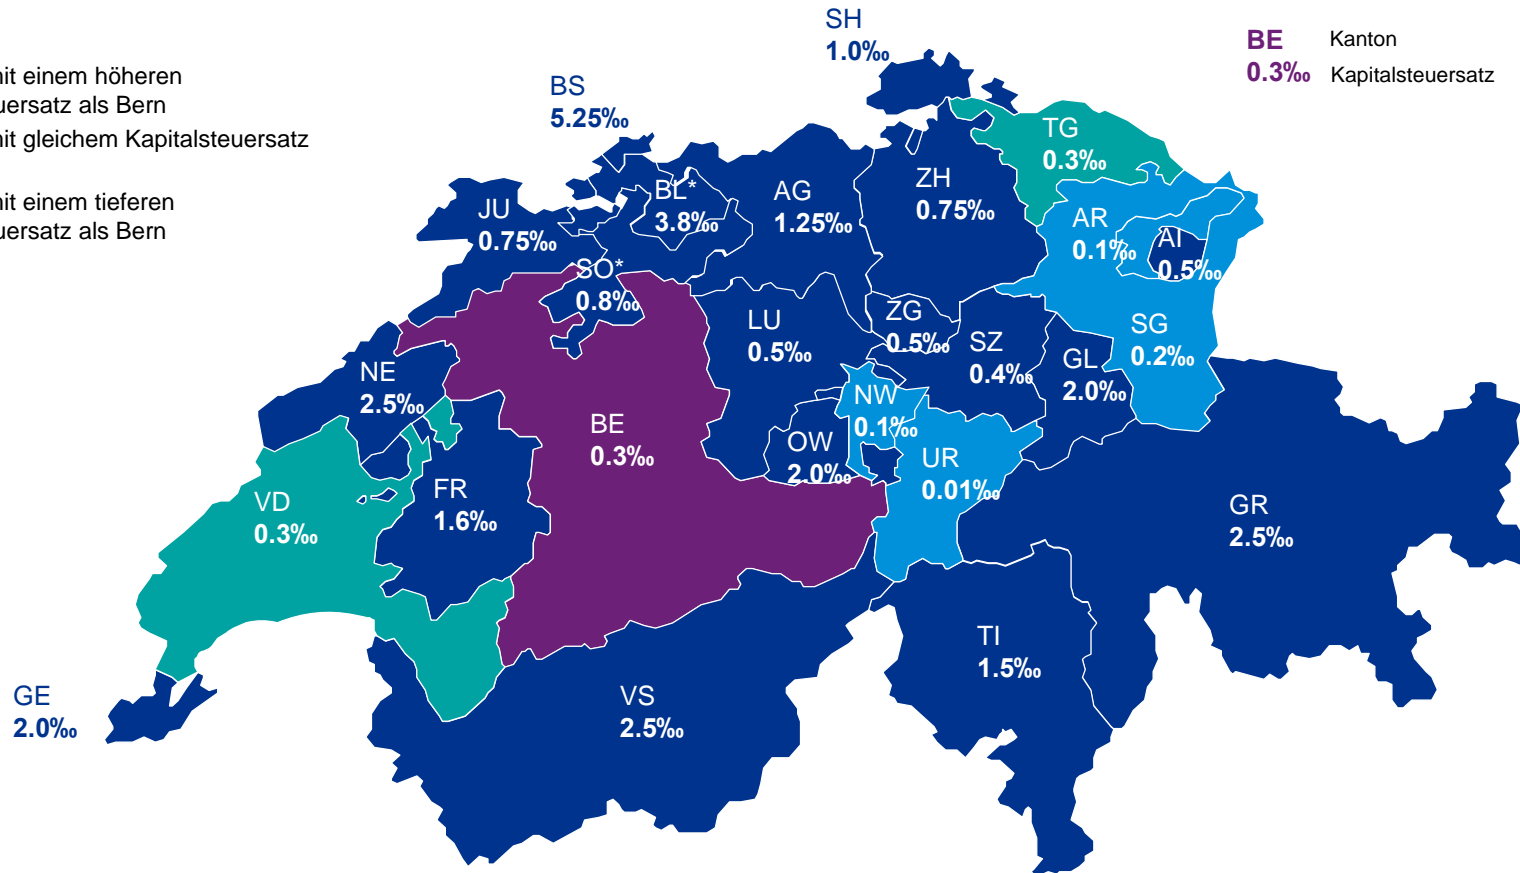 SH
1.0‰
BE Kanton
0.3‰ Kapitalsteuersatz
mit einem höheren
uersatz als Bern
mit gleichem Kapitalsteuersatz
mit einem tieferen
uersatz als Bern
BS
5.25‰
TG
0.3‰
BL*
3.8‰
AG
1.25‰
ZH
0.75‰
JU
0.75‰
AR
0.1‰
AI
0.5‰
SO*
0.8‰
LU
0.5‰
ZG
0.5‰
SZ
0.4‰
SG
0.2‰
GL
2.0‰
NE
2.5‰
NW
0.1‰
BE
0.3‰
OW
2.0‰
UR
0.01‰
VD
0.3‰
FR
1.6‰
GR
2.5‰
TI
1.5‰
GE
2.0‰
VS
2.5‰